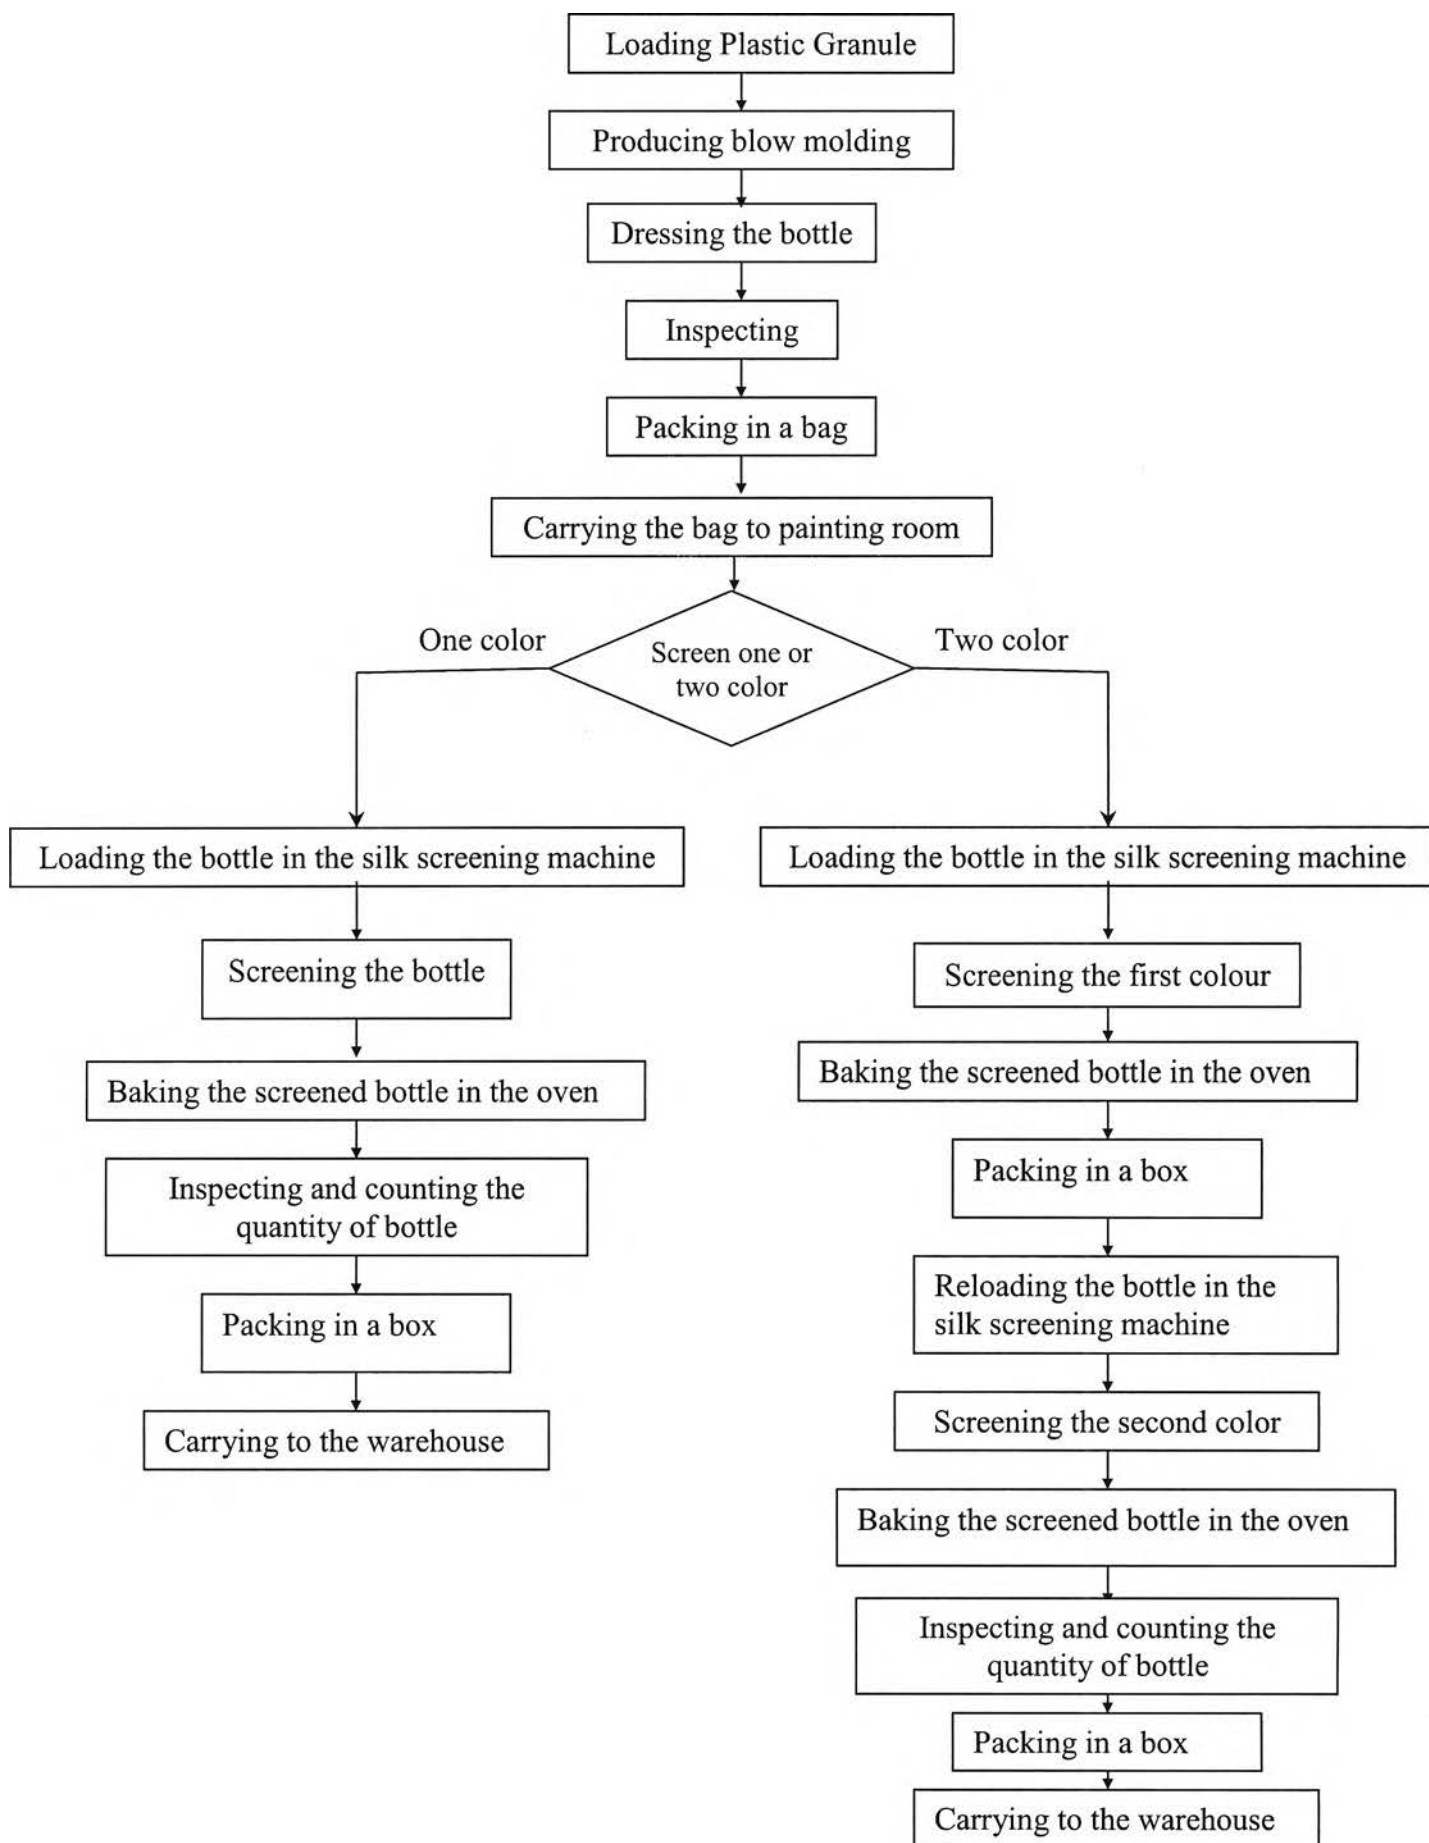 Loading Plastic Granule
Producing blow molding
Dressing the bottle
Inspecting
Packing in a bag
Carrying the bag to painting room
One color
Screen one or
two color
Two color
Loading the bottle in the silk screening machine
Screening the bottle
Baking the screened bottle in the oven
Inspecting and counting the
quantity of bottle
Packing in a box
Carrying to the warehouse
Loading the bottle in the silk screening machine
Screening the first colour
Baking the screened bottle in the oven
Packing in a box
Reloading the bottle in the
silk screening machine
Screening the second color
Baking the screened bottle in the oven
Inspecting and counting the
quantity of bottle
Packing in a box
Carrying to the warehouse